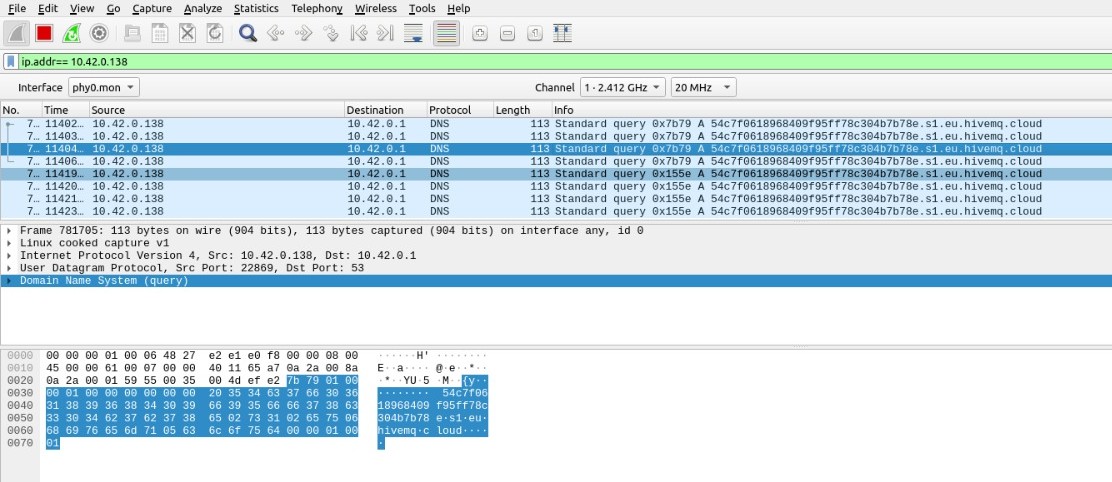 File Edit View Go Capture Analyze Statistics Telephony Wireless Tools Help
ip.addr== 10.42.0.138
Interface phy0.mon Channel 1 · 2.412 GHz 20 MHz
No. Time Source Destination Protocol Length Info
7… 11402… 10.42.0.138 10.42.0.1 DNS 113 Standard query 0x7b79 A 54c7f0618968409f95ff78c304b7b78e.s1.eu.hivemq.cloud
7… 11403… 10.42.0.138 10.42.0.1 DNS 113 Standard query 0x7b79 A 54c7f0618968409f95ff78c304b7b78e.s1.eu.hivemq.cloud
7… 11404… 10.42.0.138 10.42.0.1 DNS 113 Standard query 0x7b79 A 54c7f0618968409f95ff78c304b7b78e.s1.eu.hivemq.cloud
7… 11406… 10.42.0.138 10.42.0.1 DNS 113 Standard query 0x7b79 A 54c7f0618968409f95ff78c304b7b78e.s1.eu.hivemq.cloud
7… 11419… 10.42.0.138 10.42.0.1 DNS 113 Standard query 0x155e A 54c7f0618968409f95ff78c304b7b78e.s1.eu.hivemq.cloud
7… 11420… 10.42.0.138 10.42.0.1 DNS 113 Standard query 0x155e A 54c7f0618968409f95ff78c304b7b78e.s1.eu.hivemq.cloud
7… 11421… 10.42.0.138 10.42.0.1 DNS 113 Standard query 0x155e A 54c7f0618968409f95ff78c304b7b78e.s1.eu.hivemq.cloud
7… 11423… 10.42.0.138 10.42.0.1 DNS 113 Standard query 0x155e A 54c7f0618968409f95ff78c304b7b78e.s1.eu.hivemq.cloud
Frame 781705: 113 bytes on wire (904 bits), 113 bytes captured (904 bits) on interface any, id 0
Linux cooked capture v1
Internet Protocol Version 4, Src: 10.42.0.138, Dst: 10.42.0.1
User Datagram Protocol, Src Port: 22869, Dst Port: 53
Domain Name System (query)
0000 00 00 00 01 00 06 48 27 e2 e1 e0 f8 00 00 08 00 ······H' ········
0010 45 00 00 61 00 07 00 00 40 11 65 a7 0a 2a 00 8a E··a···· @·e··*··
0020 0a 2a 00 01 59 55 00 35 00 4d ef e2 7b 79 01 00 ·*··YU·5 ·M··{y··
0030 00 01 00 00 00 00 00 00 20 35 34 63 37 66 30 36 ········ 54c7f06
0040 31 38 39 36 38 34 30 39 66 39 35 66 66 37 38 63 18968409 f95ff78c
0050 33 30 34 62 37 62 37 38 65 02 73 31 02 65 75 06 304b7b78 e·s1·eu·
0060 68 69 76 65 6d 71 05 63 6c 6f 75 64 00 00 01 00 hivemq·c loud····
0070 01 ·